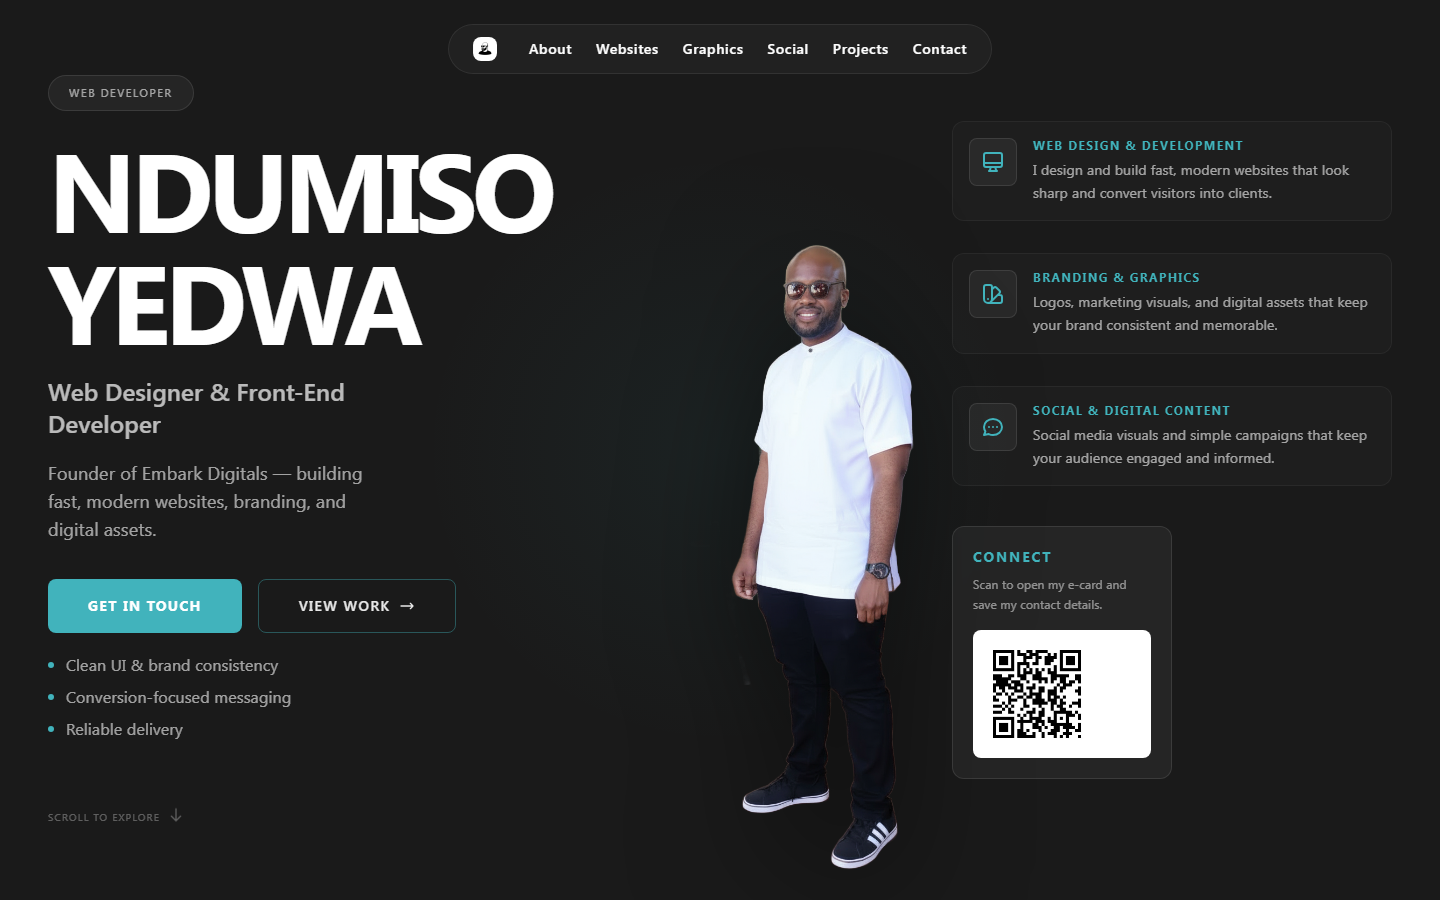 About Websites Graphics Social Projects Contact
WEB DEVELOPER
NDUMISO
YEDWA
Web Designer & Front-End
Developer
Founder of Embark Digitals — building
fast, modern websites, branding, and
digital assets.
GET IN TOUCH
VIEW WORK →
Clean UI & brand consistency
Conversion-focused messaging
Reliable delivery
SCROLL TO EXPLORE
WEB DESIGN & DEVELOPMENT
I design and build fast, modern websites that look
sharp and convert visitors into clients.
BRANDING & GRAPHICS
Logos, marketing visuals, and digital assets that keep
your brand consistent and memorable.
SOCIAL & DIGITAL CONTENT
Social media visuals and simple campaigns that keep
your audience engaged and informed.
CONNECT
Scan to open my e-card and
save my contact details.